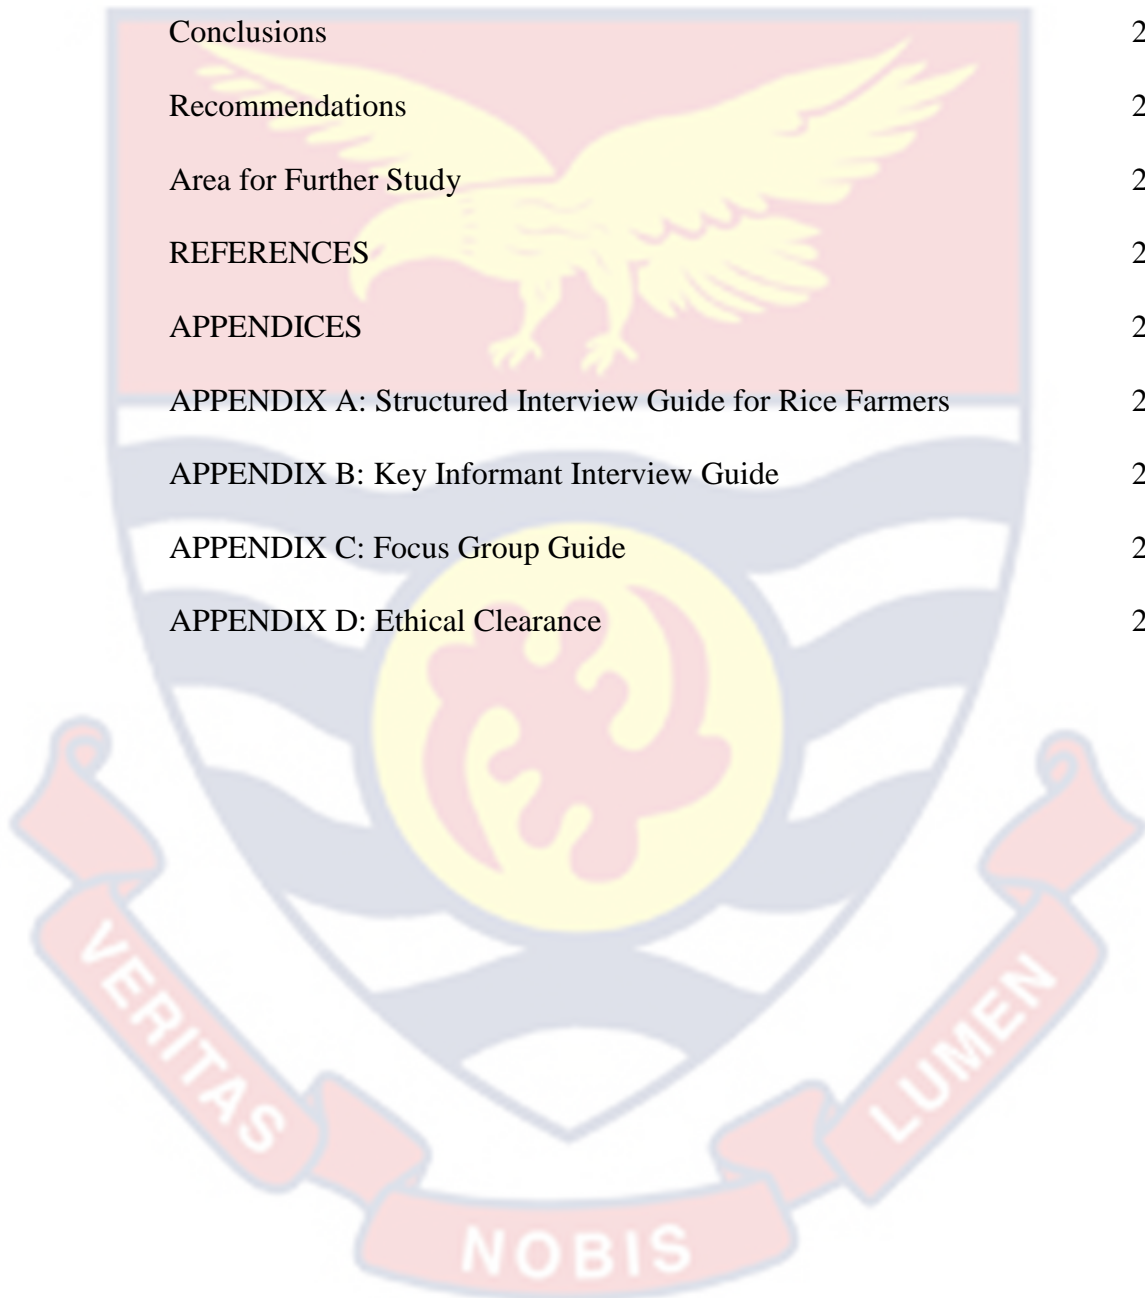 Conclusions 2
Recommendations 2
Area for Further Study 2
REFERENCES 2
APPENDICES 2
APPENDIX A: Structured Interview Guide for Rice Farmers 2
APPENDIX B: Key Informant Interview Guide 2
APPENDIX C: Focus Group Guide 2
APPENDIX D: Ethical Clearance 2
VERITAS
NOBIS
LUMEN